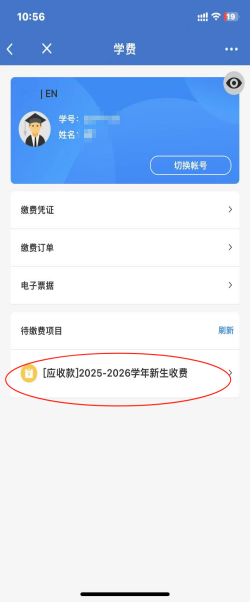 10:56
19
学费
| EN
学号:
姓名:
切换帐号
缴费凭证
缴费订单
电子票据
待缴费项目
刷新
[应收款]2025-2026学年新生收费